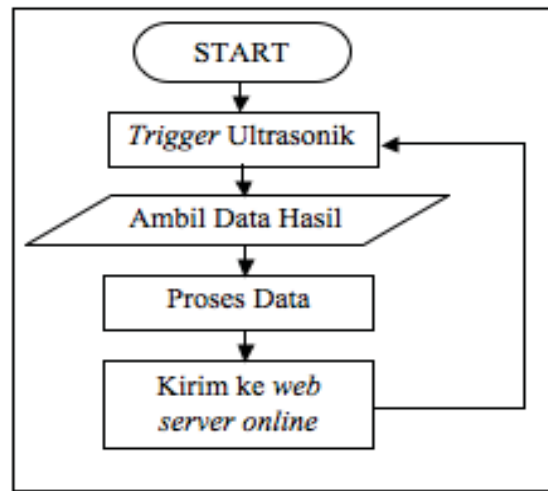 START
Trigger Ultrasonik
Ambil Data Hasil
Proses Data
Kirim ke web
server online